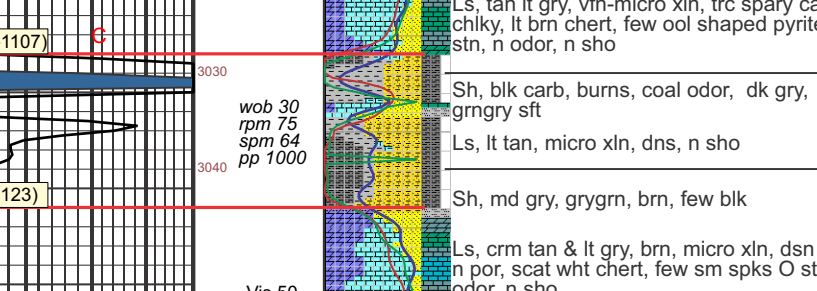 Ls, tan lt gry, vfn-micro xln, trc spary ca
chlky, lt brn chert, few ool shaped pyrite
stn, n odor, n sho
1107)
C
3030
Sh, blk carb, burns, coal odor, dk gry,
grngry sft
wob 30
rpm 75
spm 64
pp 1000
Ls, lt tan, micro xln, dns, n sho
3040
123)
Sh, md gry, grygrn, brn, few blk
Ls, crm tan & lt gry, brn, micro xln, dsn
n por, scat wht chert, few sm spks O st
odor, n sho
Vis 50